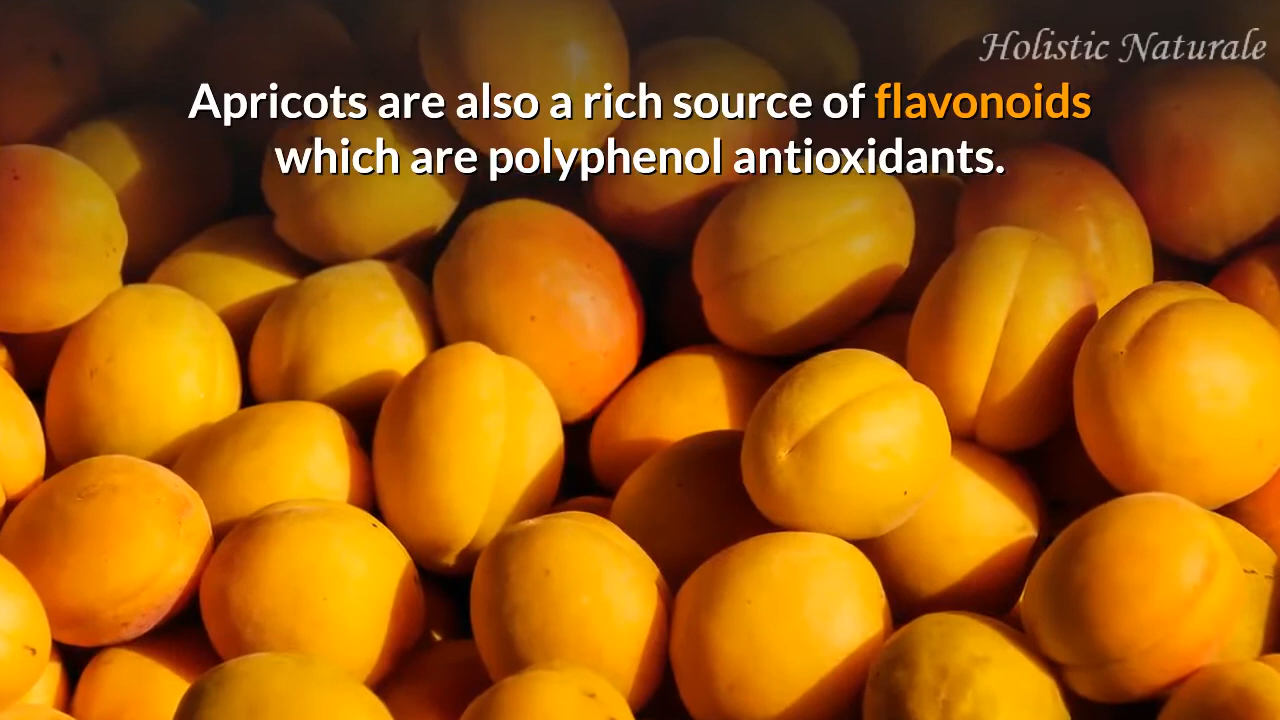 Holistic Naturale
Apricots are also a rich source of flavonoids
which are polyphenol antioxidants.